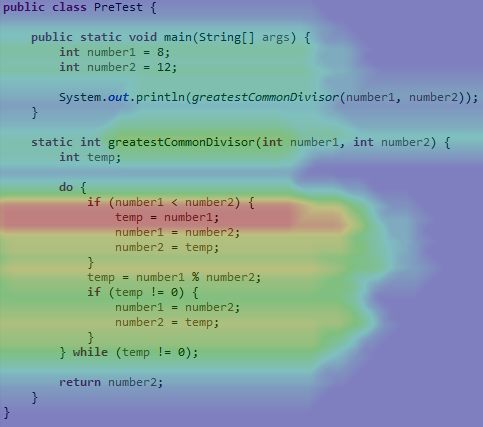 public class PreTest {
public static void main(String[] args) {
int number1 = 8;
int number2 = 12;
System.out.println(greatestCommonDivisor(number1, number2));
}
static int greatestCommonDivisor(int number1, int number2) {
int temp;
do {
if (number1 < number2) {
temp = number1;
number1 = number2;
number2 = temp;
}
temp = number1 % number2;
if (temp != 0) {
number1 = number2;
number2 = temp;
}
} while (temp != 0);
return number2;
}
}